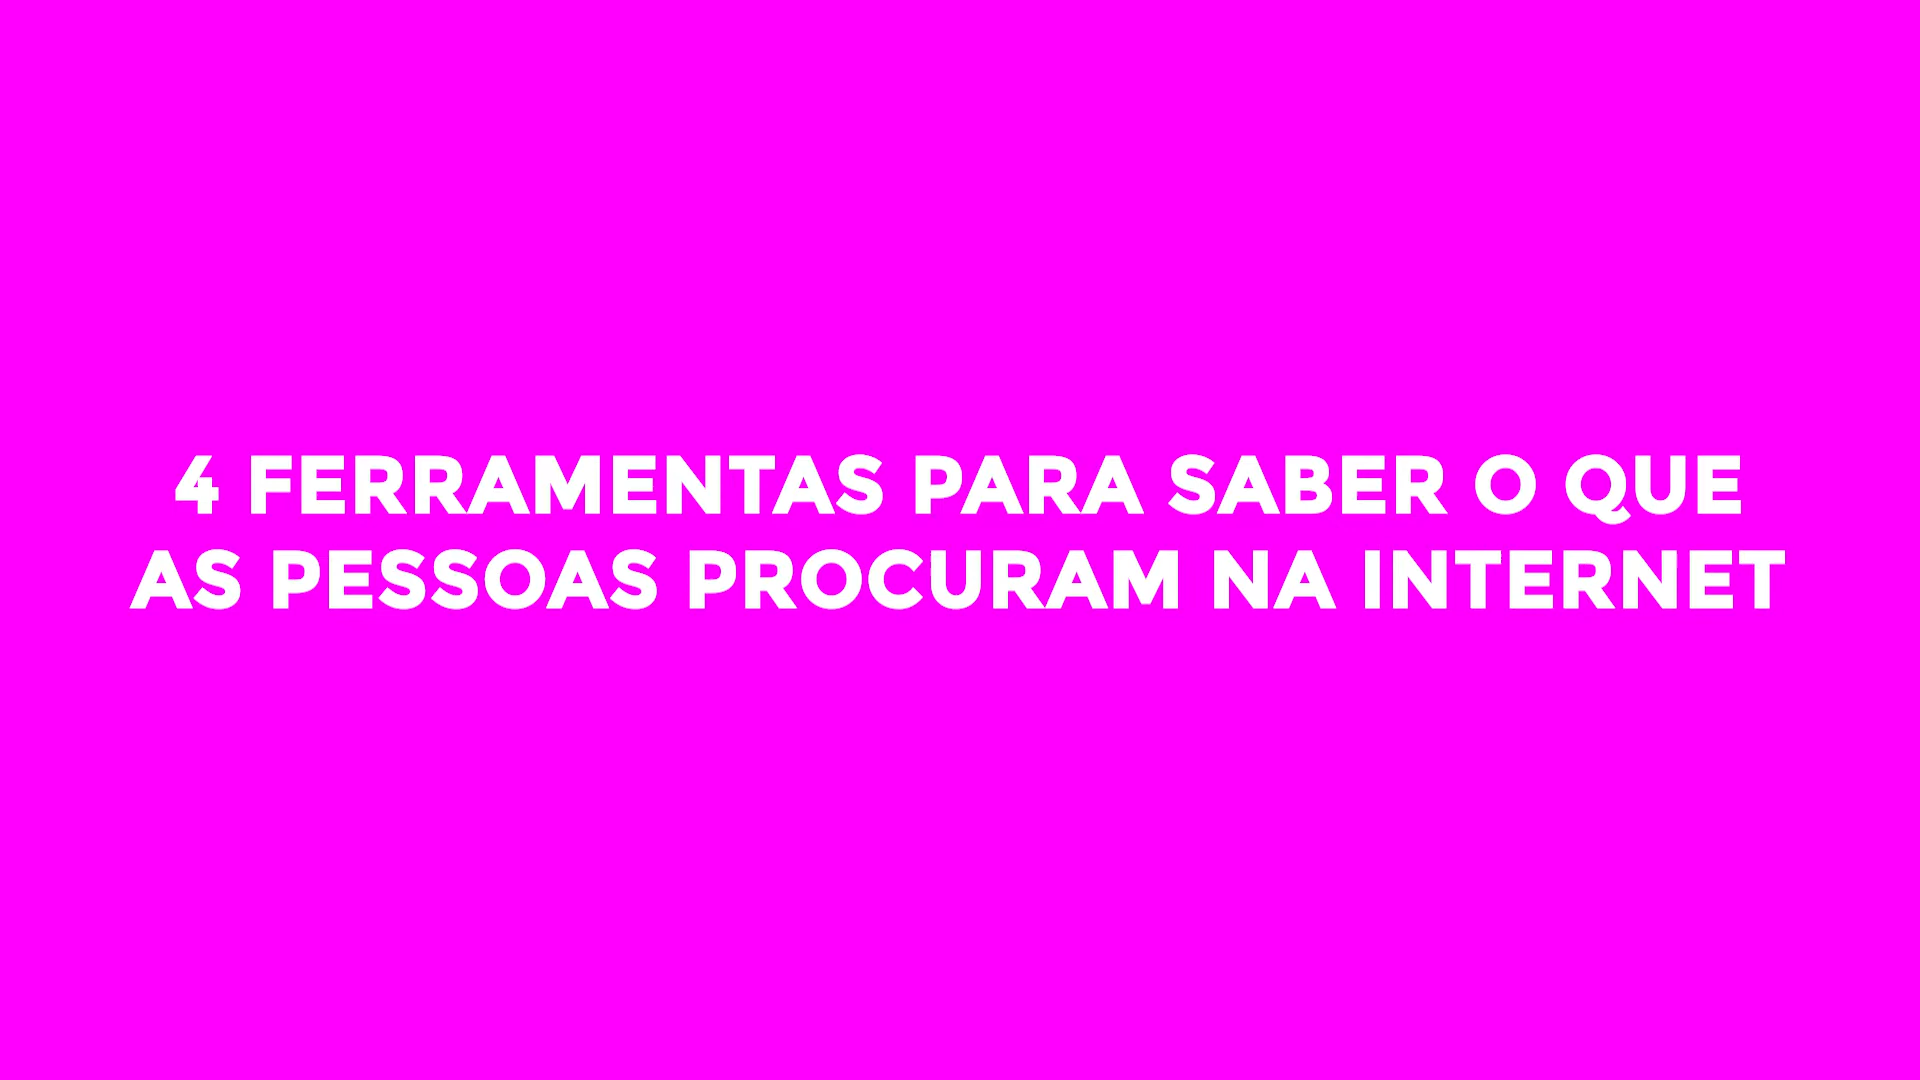 4 FERRAMENTAS PARA SABER O QUE
AS PESSOAS PROCURAM NA INTERNET